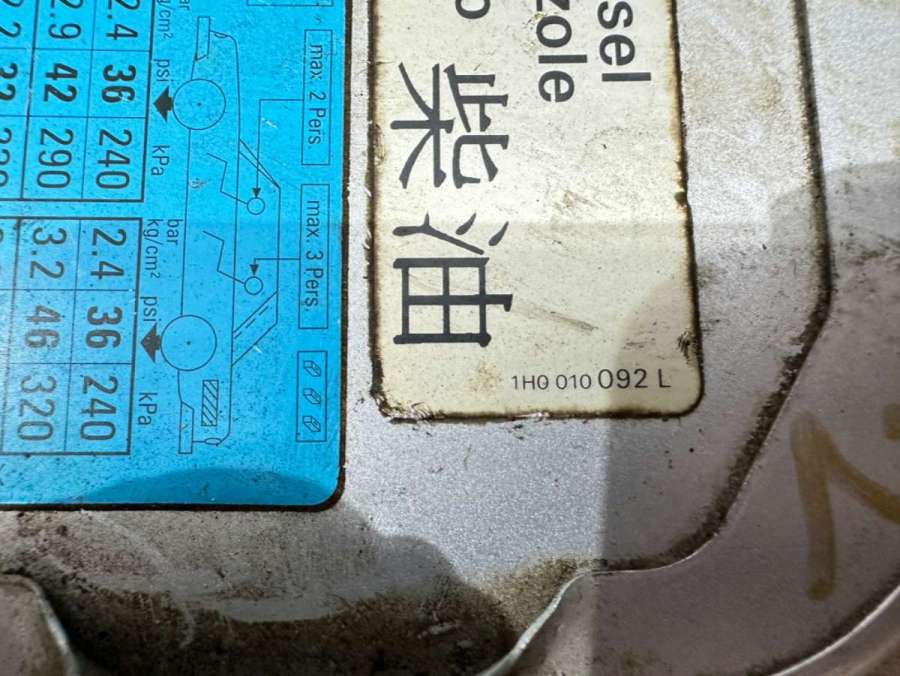 sel
zole
柴油
1H0 010 092 L
max. 2 Pers.
max. 3 Pers.
bar
kg/cm² psi kPa
bar
kg/cm² psi kPa
2.4 36 240
2.4 36 240
2.9 42 290
3.2 46 320